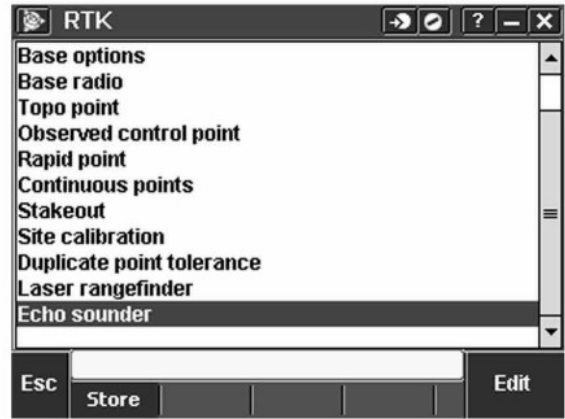 RTK
?
Base options
Base radio
Topo point
Observed control point
Rapid point
Continuous points
Stakeout
Site calibration
Duplicate point tolerance
Laser rangefinder
Echo sounder
Esc
Store
Edit